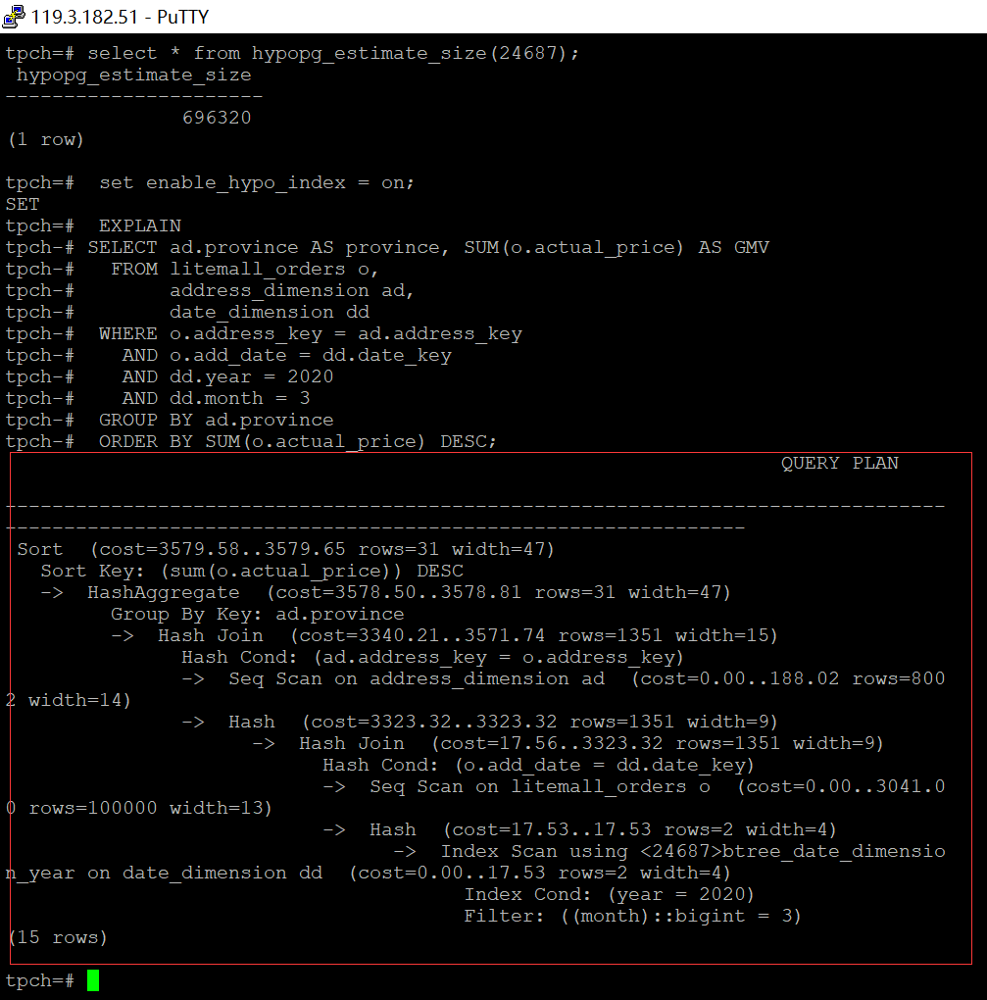 119.3.182.51 - PuTTY
tpch=# select * from hypopg_estimate_size(24687);
 hypopg_estimate_size
----------------------
               696320
(1 row)

tpch=#  set enable_hypo_index = on;
SET
tpch=#  EXPLAIN
tpch-# SELECT ad.province AS province, SUM(o.actual_price) AS GMV
tpch-#   FROM litemall_orders o,
tpch-#        address_dimension ad,
tpch-#        date_dimension dd
tpch-#  WHERE o.address_key = ad.address_key
tpch-#    AND o.add_date = dd.date_key
tpch-#    AND dd.year = 2020
tpch-#    AND dd.month = 3
tpch-#  GROUP BY ad.province
tpch-#  ORDER BY SUM(o.actual_price) DESC;
                                                                  QUERY PLAN

--------------------------------------------------------------------------------
---------------------------------------------------------------
 Sort  (cost=3579.58..3579.65 rows=31 width=47)
   Sort Key: (sum(o.actual_price)) DESC
   ->  HashAggregate  (cost=3578.50..3578.81 rows=31 width=47)
         Group By Key: ad.province
         ->  Hash Join  (cost=3340.21..3571.74 rows=1351 width=15)
               Hash Cond: (ad.address_key = o.address_key)
               ->  Seq Scan on address_dimension ad  (cost=0.00..188.02 rows=800
2 width=14)
               ->  Hash  (cost=3323.32..3323.32 rows=1351 width=9)
                     ->  Hash Join  (cost=17.56..3323.32 rows=1351 width=9)
                           Hash Cond: (o.add_date = dd.date_key)
                           ->  Seq Scan on litemall_orders o  (cost=0.00..3041.0
0 rows=100000 width=13)
                           ->  Hash  (cost=17.53..17.53 rows=2 width=4)
                                 ->  Index Scan using <24687>btree_date_dimensio
n_year on date_dimension dd  (cost=0.00..17.53 rows=2 width=4)
                                       Index Cond: (year = 2020)
                                       Filter: ((month)::bigint = 3)
(15 rows)

tpch=#